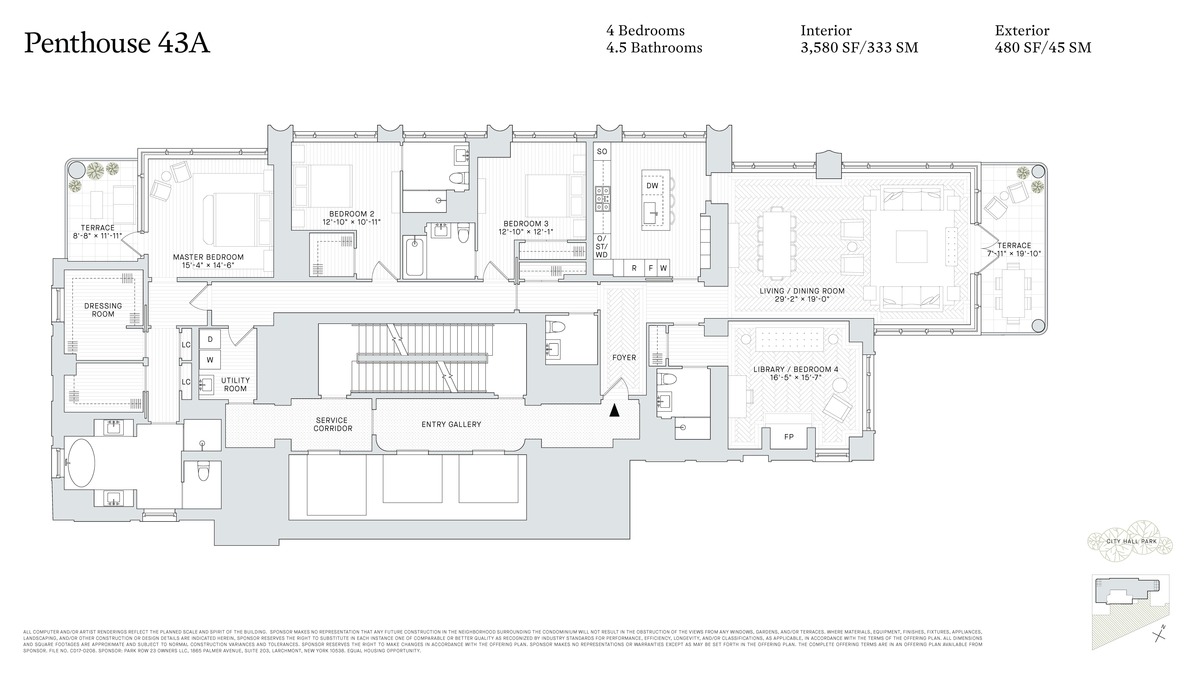 Penthouse 43A
4 Bedrooms
4.5 Bathrooms
Interior
3,580 SF/333 SM
Exterior
480 SF/45 SM
SO
DW
O/
ST/
WD
R F W
TERRACE
8'-8" × 11'-11"
MASTER BEDROOM
15'-4" × 14'-6"
BEDROOM 2
12'-10" × 10'-11"
BEDROOM 3
12'-10" × 12'-1"
LIVING / DINING ROOM
29'-2" × 19'-0"
TERRACE
7'-11" × 19'-10"
DRESSING
ROOM
LC
LC
D
W
UTILITY
ROOM
FOYER
LIBRARY / BEDROOM 4
16'-5" × 15'-7"
FP
SERVICE
CORRIDOR
ENTRY GALLERY
CITY HALL PARK
N
ALL COMPUTER AND/OR ARTIST RENDERINGS REFLECT THE PLANNED SCALE AND SPIRIT OF THE BUILDING. SPONSOR MAKES NO REPRESENTATION THAT ANY FUTURE CONSTRUCTION IN THE NEIGHBORHOOD SURROUNDING THE CONDOMINIUM WILL NOT RESULT IN THE OBSTRUCTION OF THE VIEWS FROM ANY WINDOWS, GARDENS, AND/OR TERRACES. WHERE MATERIALS, EQUIPMENT, FINISHES, FIXTURES, APPLIANCES,
LANDSCAPING, AND/OR OTHER CONSTRUCTION OR DESIGN DETAILS ARE INDICATED HEREIN, SPONSOR RESERVES THE RIGHT TO SUBSTITUTE IN EACH INSTANCE ONE OF COMPARABLE OR BETTER QUALITY AS RECOGNIZED BY INDUSTRY STANDARDS FOR PERFORMANCE, EFFICIENCY, LONGEVITY, AND/OR CLASSIFICATIONS, AS APPLICABLE, IN ACCORDANCE WITH THE TERMS OF THE OFFERING PLAN. ALL DIMENSIONS
AND SQUARE FOOTAGES ARE APPROXIMATE AND SUBJECT TO NORMAL CONSTRUCTION VARIANCES AND TOLERANCES. SPONSOR RESERVES THE RIGHT TO MAKE CHANGES IN ACCORDANCE WITH THE OFFERING PLAN. SPONSOR MAKES NO REPRESENTATIONS OR WARRANTIES EXCEPT AS MAY BE SET FORTH IN THE OFFERING PLAN. THE COMPLETE OFFERING TERMS ARE IN AN OFFERING PLAN AVAILABLE FROM
SPONSOR. FILE NO. CD17-0208. SPONSOR: PARK ROW 23 OWNERS LLC, 1865 PALMER AVENUE, SUITE 203, LARCHMONT, NEW YORK 10538. EQUAL HOUSING OPPORTUNITY.